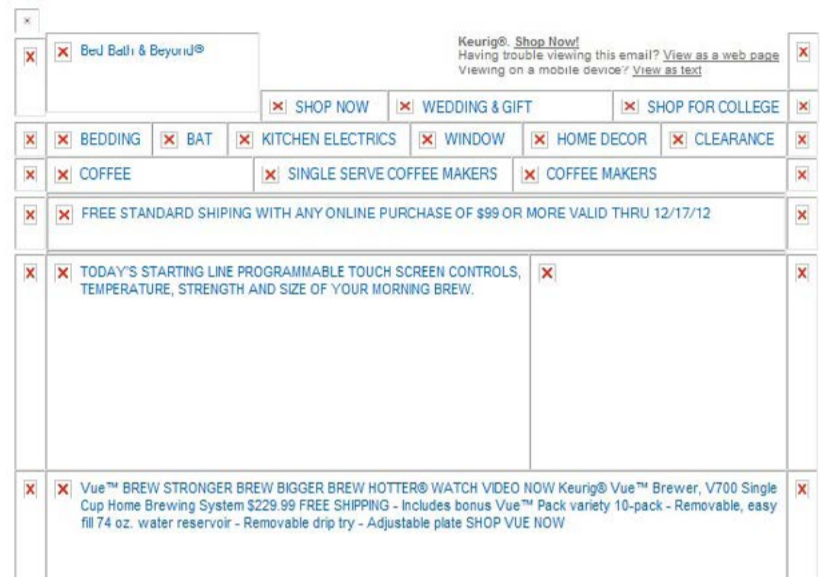 Bed Bath & Beyond®
Keurig®. Shop Now!
Having trouble viewing this email? View as a web page
Viewing on a mobile device? View as text
SHOP NOW WEDDING & GIFT SHOP FOR COLLEGE
BEDDING BAT KITCHEN ELECTRICS WINDOW HOME DECOR CLEARANCE
COFFEE SINGLE SERVE COFFEE MAKERS COFFEE MAKERS
FREE STANDARD SHIPING WITH ANY ONLINE PURCHASE OF $99 OR MORE VALID THRU 12/17/12
TODAY'S STARTING LINE PROGRAMMABLE TOUCH SCREEN CONTROLS,
TEMPERATURE, STRENGTH AND SIZE OF YOUR MORNING BREW.
Vue™ BREW STRONGER BREW BIGGER BREW HOTTER® WATCH VIDEO NOW Keurig® Vue™ Brewer, V700 Single
Cup Home Brewing System $229.99 FREE SHIPPING - Includes bonus Vue™ Pack variety 10-pack - Removable, easy
fill 74 oz. water reservoir - Removable drip try - Adjustable plate SHOP VUE NOW